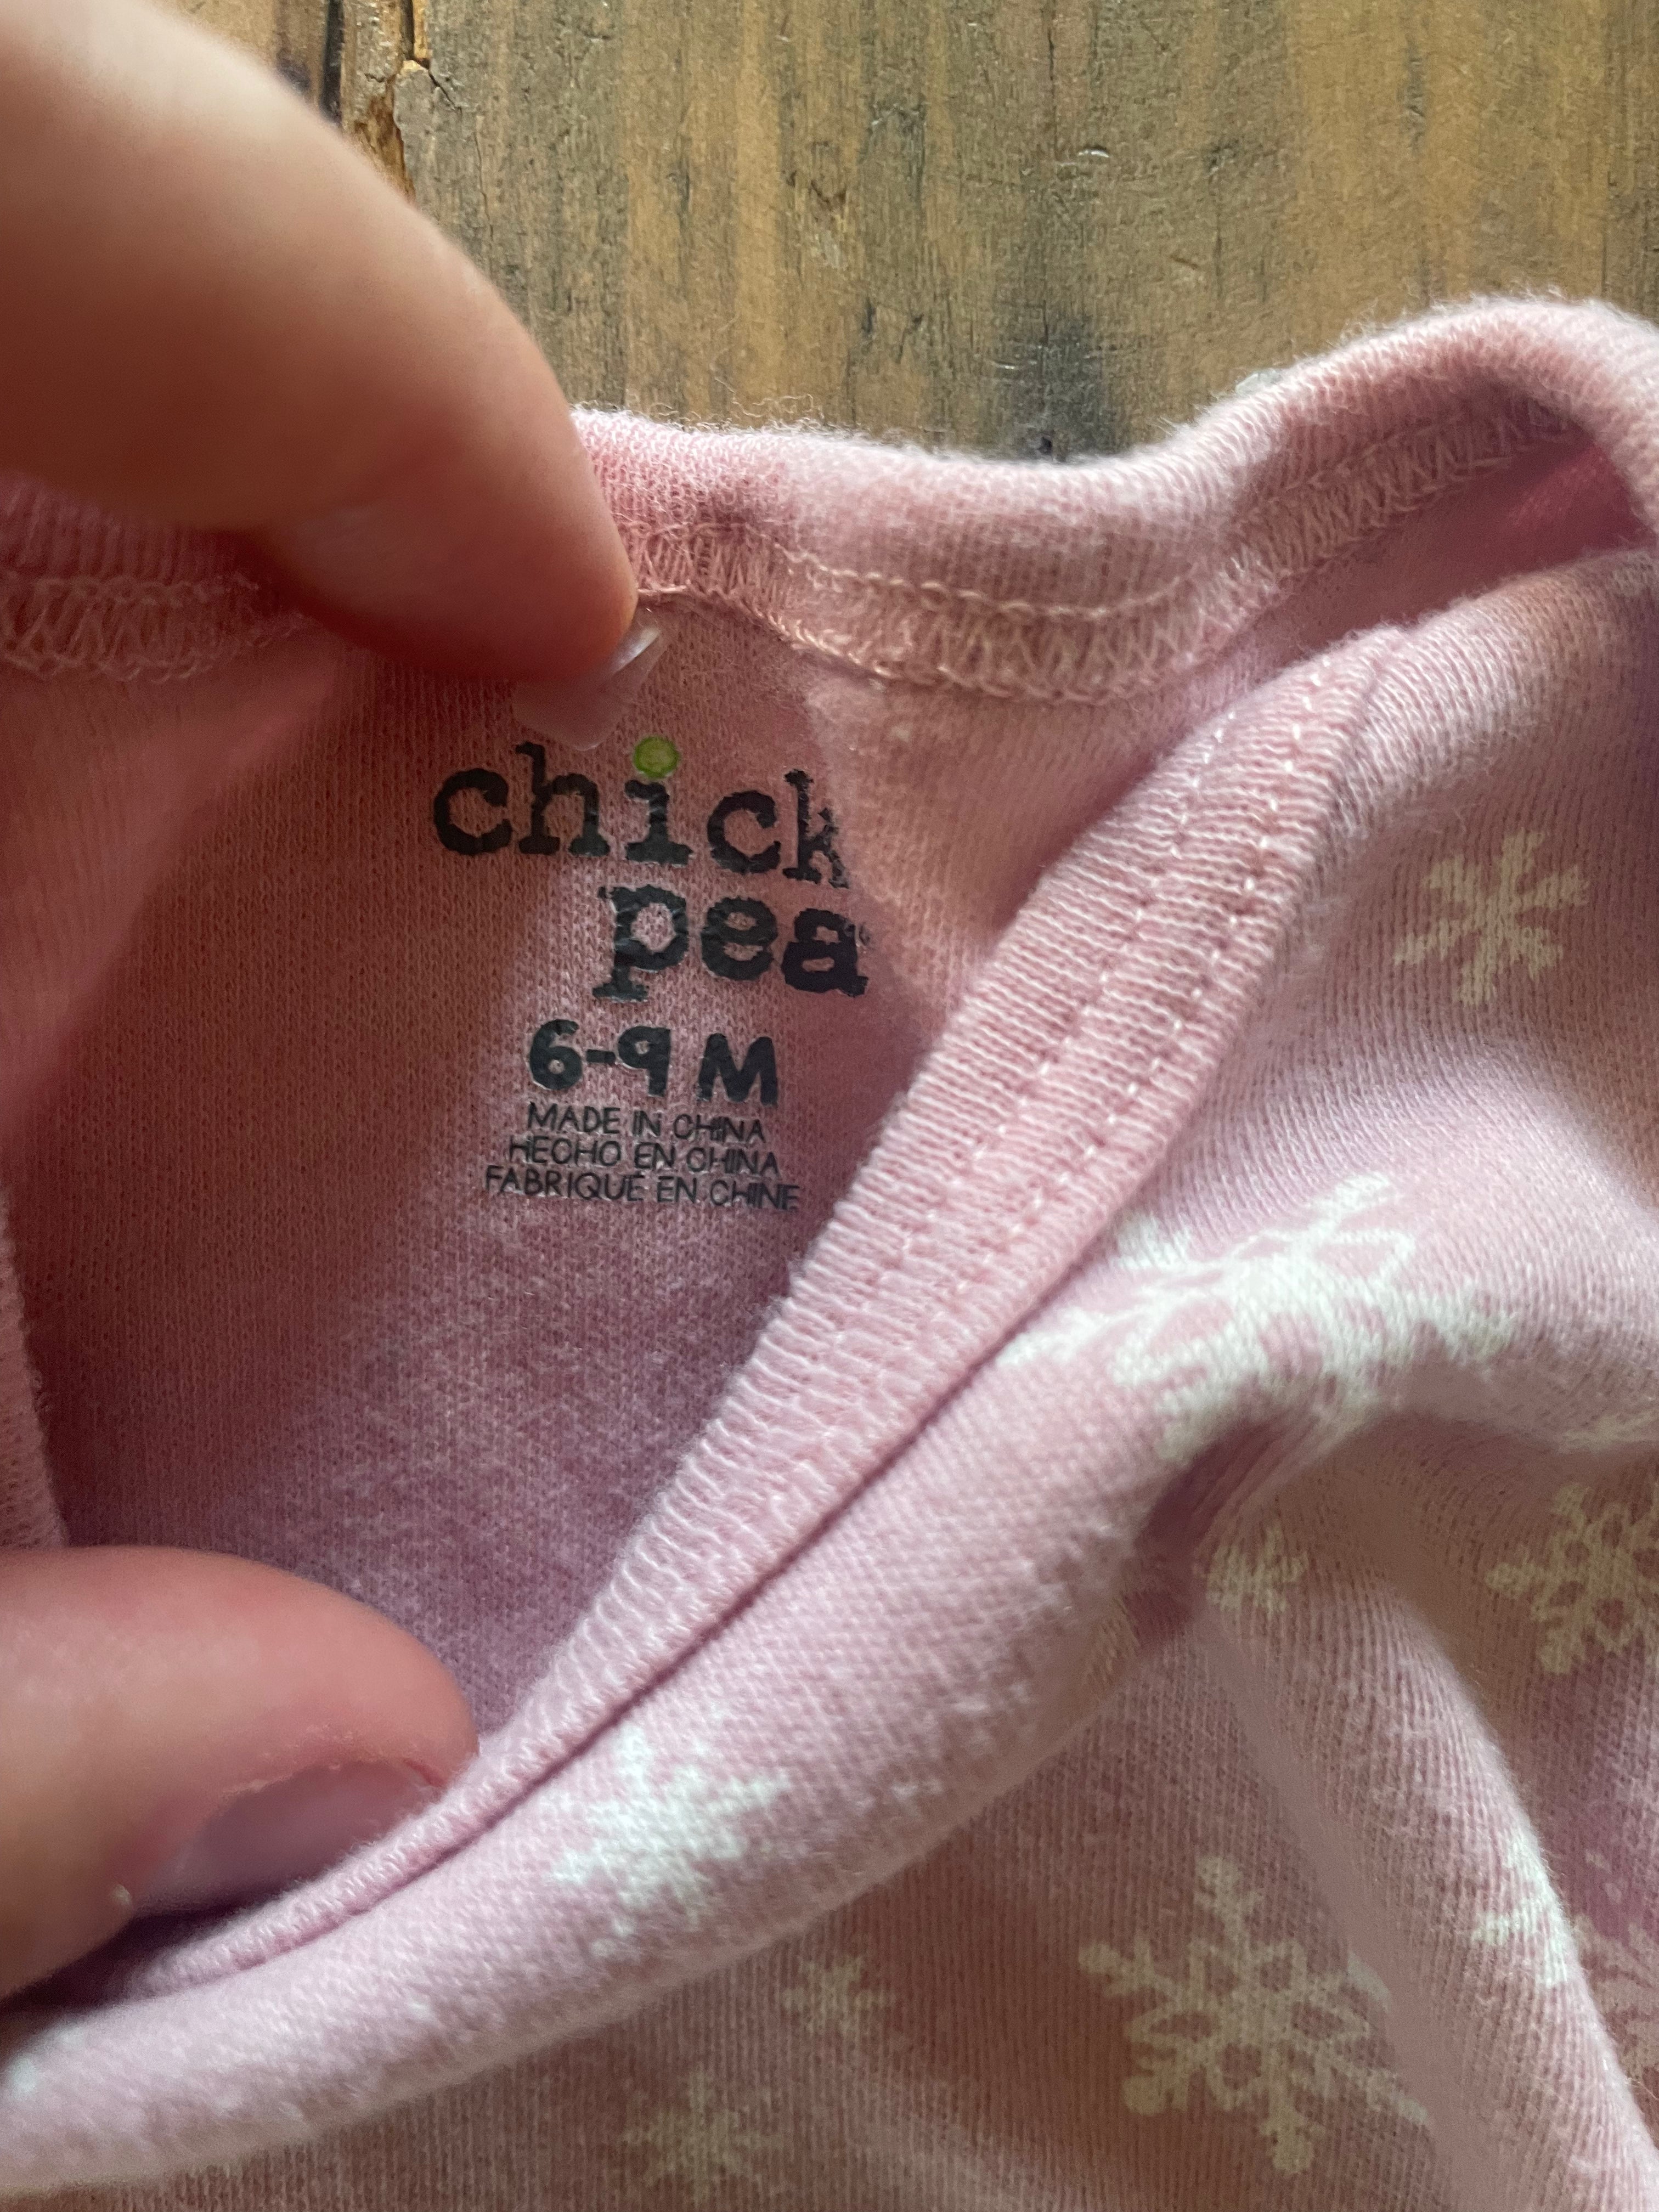 chick
pea
6-9 M
MADE IN CHINA
HECHO EN CHINA
FABRIQUÉ EN CHINE